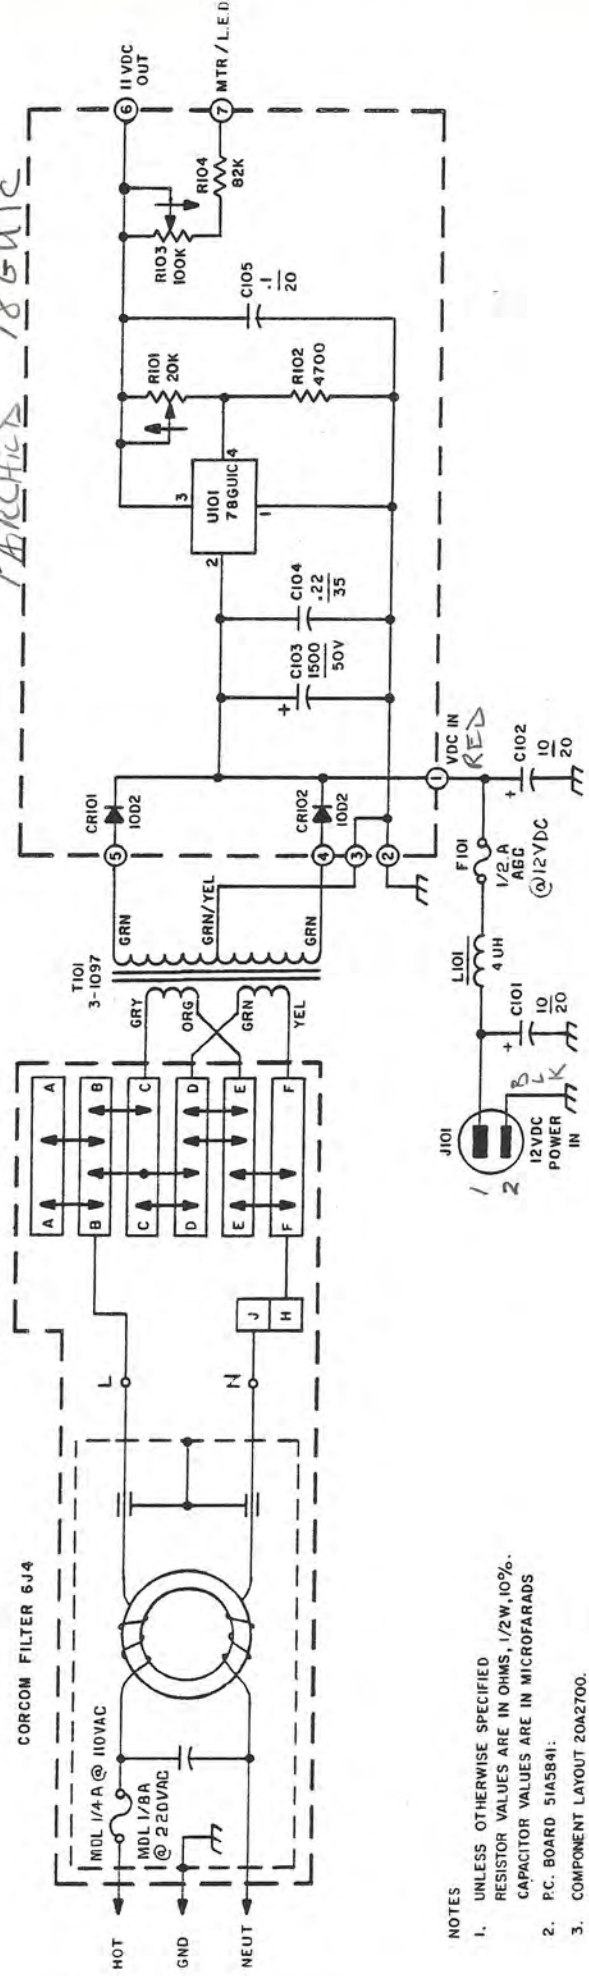 FAIRCHILD 78GUIC
CORCOM FILTER 6J4
HOT
GND
NEUT
MDL 1/4A @ 110VAC
MDL 1/8A
@ 220VAC
L
N
J
H
A A
B B
C C
D D
E E
F F
T101
3-1097
GRY
ORG
GRN
YEL
GRN
GRN/YEL
GRN
5
4
3
2
CR101
10D2
CR102
10D2
C103
1500
50V
+
C104
.22
35
U101
78GUIC
2
3
4
1
R101
20K
R102
4700
C105
.1
20
R103
100K
R104
82K
6
11 VDC
OUT
7
MTR/L.E.D
1
VDC IN
RED
J101
1
2
12VDC
POWER
IN
BLK
C101
10
20
+
L101
4UH
F101
1/2 A
AGC
@12VDC
C102
10
20
+
NOTES
1. UNLESS OTHERWISE SPECIFIED
RESISTOR VALUES ARE IN OHMS, 1/2W,10%.
CAPACITOR VALUES ARE IN MICROFARADS
2. P.C. BOARD 51A5841:
3. COMPONENT LAYOUT 20A2700.